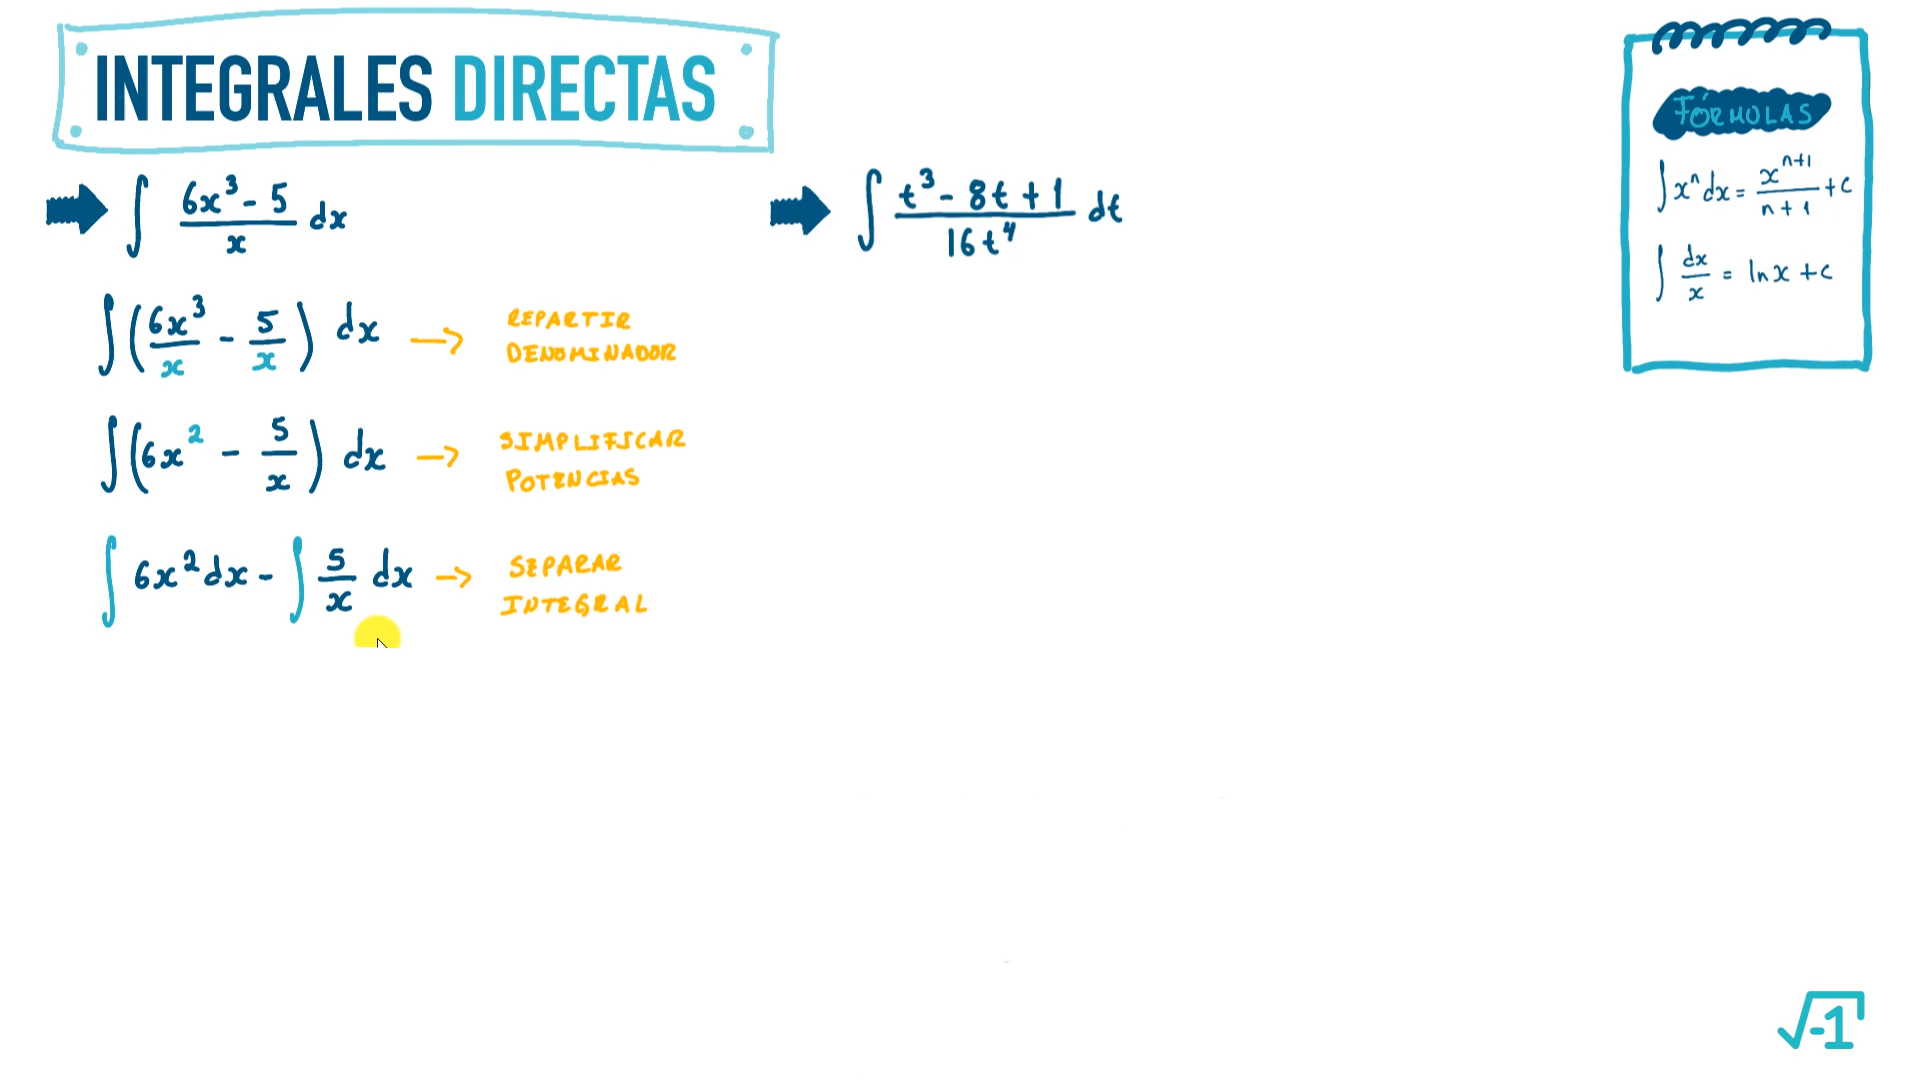 INTEGRALES DIRECTAS
∫ (6x³ - 5)/x dx
∫ (6x³/x - 5/x) dx → REPARTIR
DENOMINADOR
∫ (6x² - 5/x) dx → SIMPLIFICAR
POTENCIAS
∫ 6x² dx - ∫ 5/x dx → SEPARAR
INTEGRAL
∫ (t³ - 8t + 1)/(16t⁴) dt
FÓRMULAS
∫ xⁿ dx = xⁿ⁺¹/(n+1) + c
∫ dx/x = ln x + c
√-1